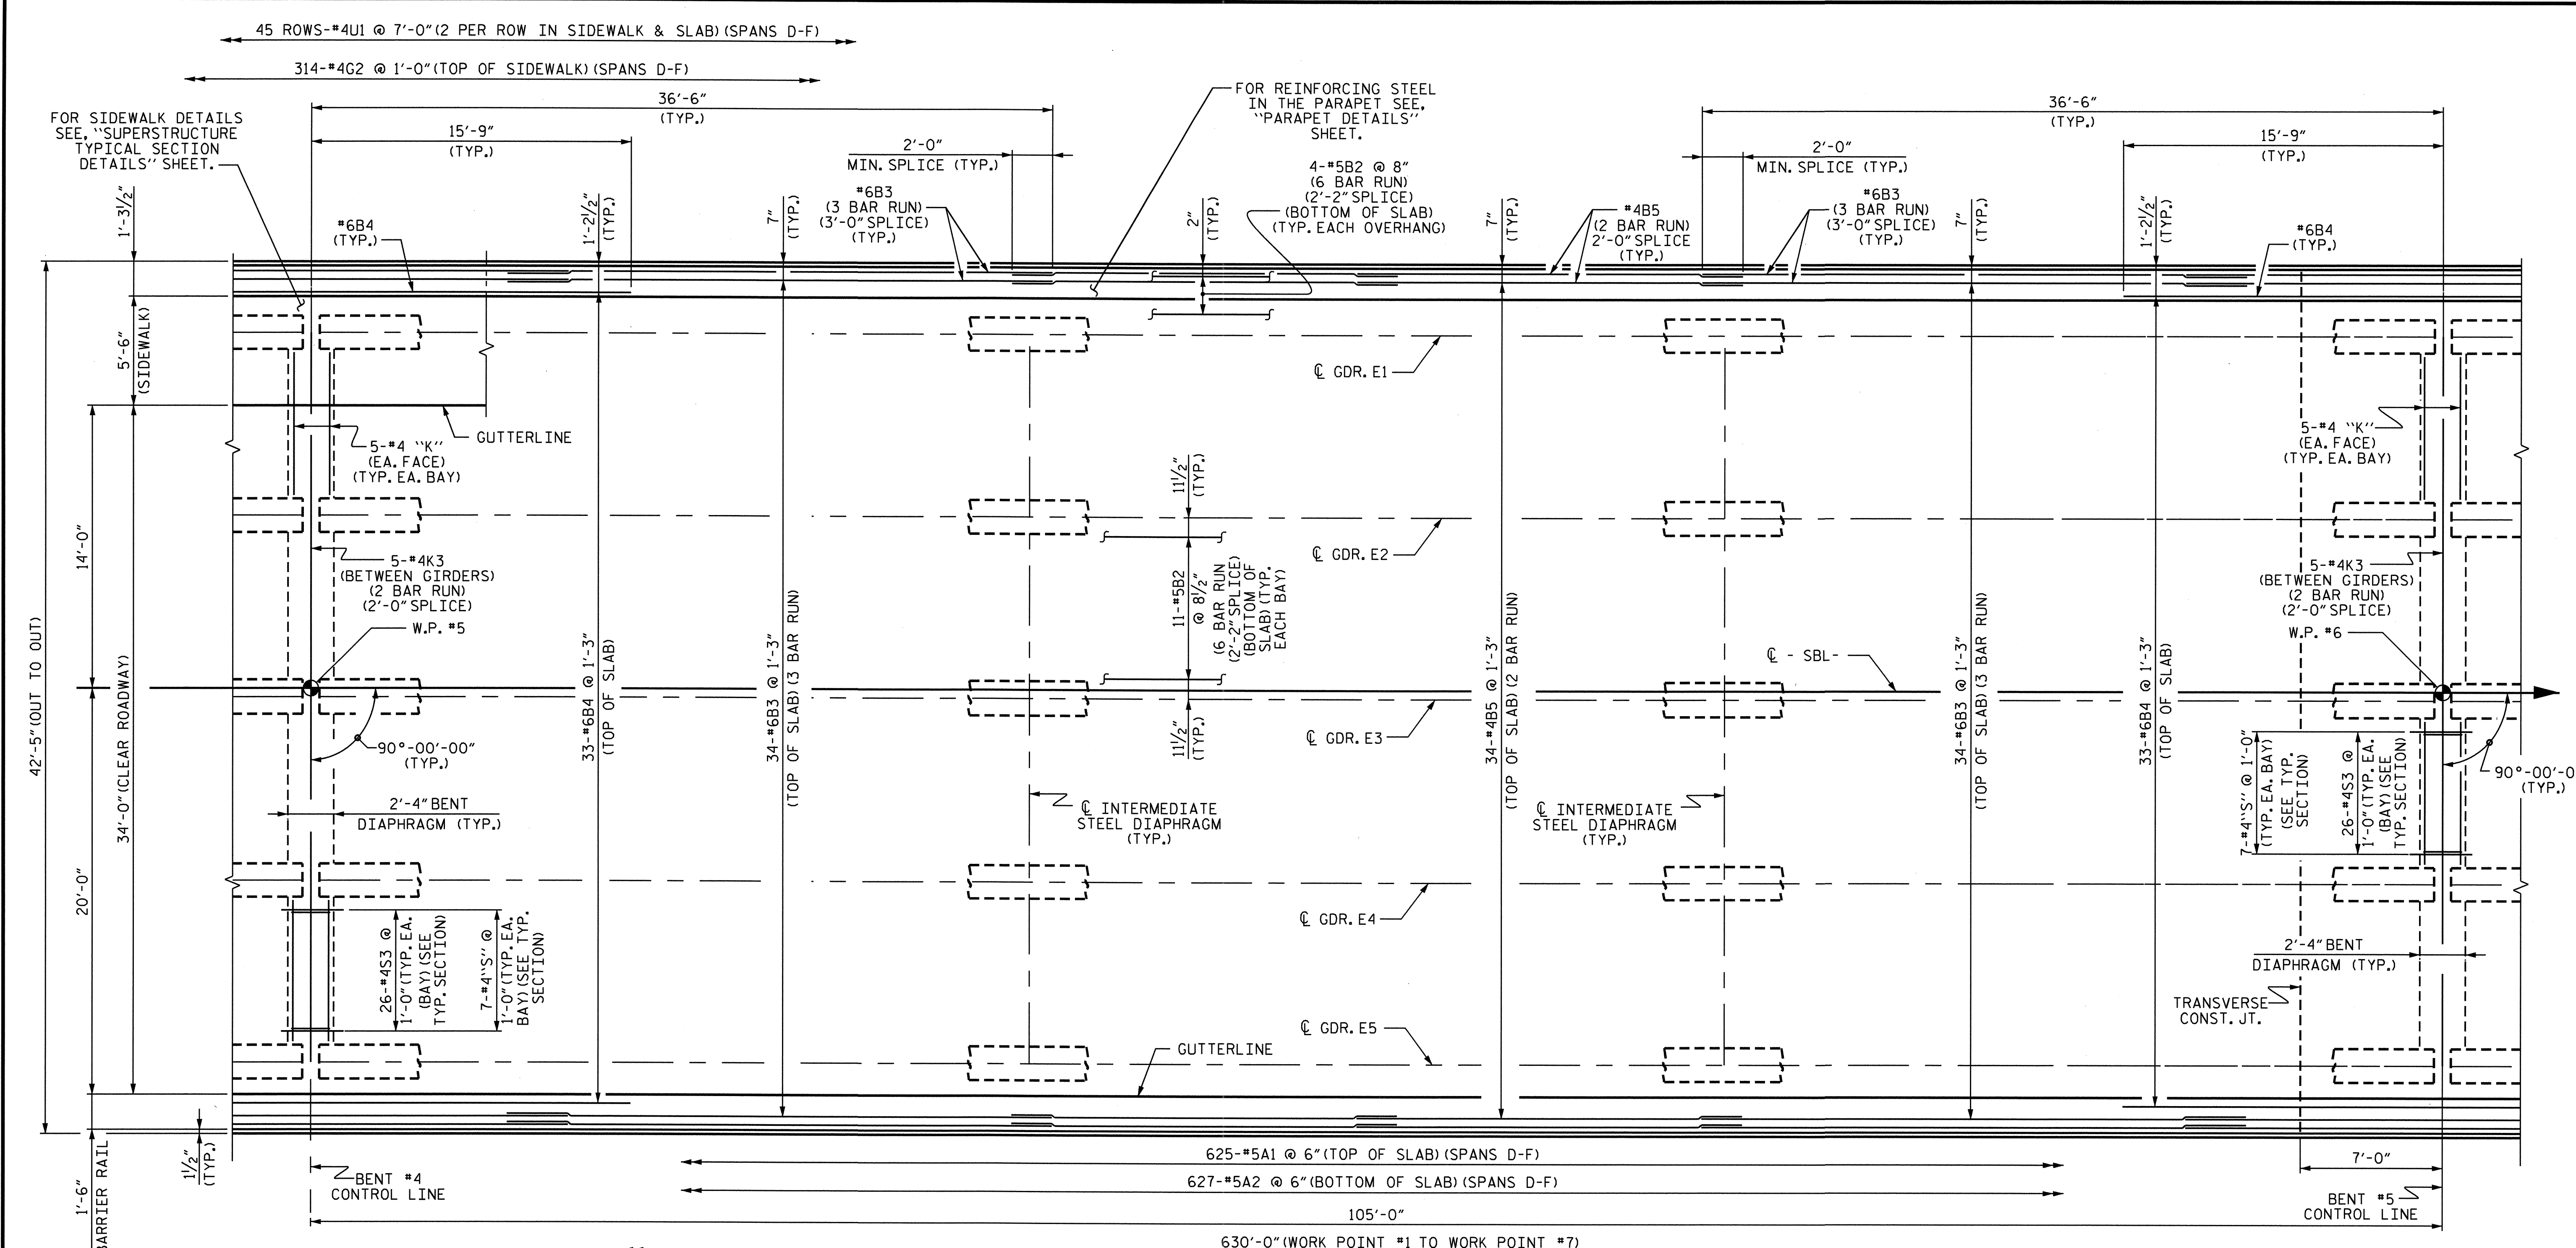 45 ROWS-#4U1 @ 7'-0" (2 PER ROW IN SIDEWALK & SLAB) (SPANS D-F)
314-#4G2 @ 1'-0" (TOP OF SIDEWALK) (SPANS D-F)
FOR SIDEWALK DETAILS
SEE, "SUPERSTRUCTURE
TYPICAL SECTION
DETAILS" SHEET.
36'-6"
(TYP.)
15'-9"
(TYP.)
2'-0"
MIN. SPLICE (TYP.)
FOR REINFORCING STEEL
IN THE PARAPET SEE,
"PARAPET DETAILS"
SHEET.
36'-6"
(TYP.)
15'-9"
(TYP.)
2'-0"
MIN. SPLICE (TYP.)
1'-3 1/2"
#6B4
(TYP.)
1'-2 1/2"
(TYP.)
7"
(TYP.)
#6B3
(3 BAR RUN)
(3'-0" SPLICE)
(TYP.)
2"
(TYP.)
4-#5B2 @ 8"
(6 BAR RUN)
(2'-2" SPLICE)
(BOTTOM OF SLAB)
(TYP. EACH OVERHANG)
7"
(TYP.)
#4B5
(2 BAR RUN)
2'-0" SPLICE
(TYP.)
#6B3
(3 BAR RUN)
(3'-0" SPLICE)
(TYP.)
7"
(TYP.)
1'-2 1/2"
(TYP.)
#6B4
(TYP.)
5'-6"
(SIDEWALK)
GUTTERLINE
5-#4 "K"
(EA. FACE)
(TYP. EA. BAY)
℄ GDR. E1
5-#4 "K"
(EA. FACE)
(TYP. EA. BAY)
42'-5" (OUT TO OUT)
14'-0"
34'-0" (CLEAR ROADWAY)
20'-0"
5-#4K3
(BETWEEN GIRDERS)
(2 BAR RUN)
(2'-0" SPLICE)
W.P. #5
33-#6B4 @ 1'-3"
(TOP OF SLAB)
34-#6B3 @ 1'-3"
(TOP OF SLAB) (3 BAR RUN)
11 1/2"
(TYP.)
11-#5B2
@ 8 1/2"
(6 BAR RUN
(2'-2" SPLICE)
(BOTTOM OF
SLAB) (TYP.
EACH BAY)
11 1/2"
(TYP.)
℄ GDR. E2
34-#4B5 @ 1'-3"
(TOP OF SLAB) (2 BAR RUN)
℄ - SBL-
34-#6B3 @ 1'-3"
(TOP OF SLAB) (3 BAR RUN)
33-#6B4 @ 1'-3"
(TOP OF SLAB)
5-#4K3
(BETWEEN GIRDERS)
(2 BAR RUN)
(2'-0" SPLICE)
W.P. #6
90°-00'-00"
(TYP.)
℄ GDR. E3
7-#4"S" @ 1'-0"
(TYP. EA. BAY)
(SEE TYP.
SECTION)
26-#4S3 @
1'-0" (TYP. EA.
(BAY) (SEE
TYP. SECTION)
90°-00'-0
(TYP.)
2'-4" BENT
DIAPHRAGM (TYP.)
℄ INTERMEDIATE
STEEL DIAPHRAGM
(TYP.)
℄ INTERMEDIATE
STEEL DIAPHRAGM
(TYP.)
26-#4S3 @
1'-0" (TYP. EA.
(BAY) (SEE
TYP. SECTION)
7-#4"S" @
1'-0" (TYP. EA.
BAY) (SEE TYP.
SECTION)
℄ GDR. E4
2'-4" BENT
DIAPHRAGM (TYP.)
TRANSVERSE
CONST. JT.
℄ GDR. E5
GUTTERLINE
1'-6"
BARRIER RAIL
1 1/2"
(TYP.)
BENT #4
CONTROL LINE
625-#5A1 @ 6" (TOP OF SLAB) (SPANS D-F)
627-#5A2 @ 6" (BOTTOM OF SLAB) (SPANS D-F)
7'-0"
BENT #5
CONTROL LINE
105'-0"
630'-0" (WORK POINT #1 TO WORK POINT #7)